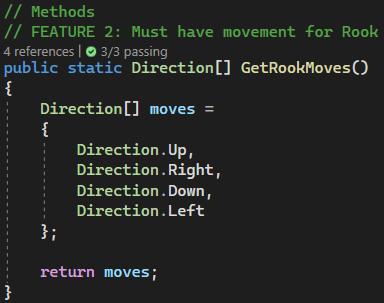 // Methods
// FEATURE 2: Must have movement for Rook
4 references | 3/3 passing
public static Direction[] GetRookMoves()
{
    Direction[] moves =
    {
        Direction.Up,
        Direction.Right,
        Direction.Down,
        Direction.Left
    };

    return moves;
}